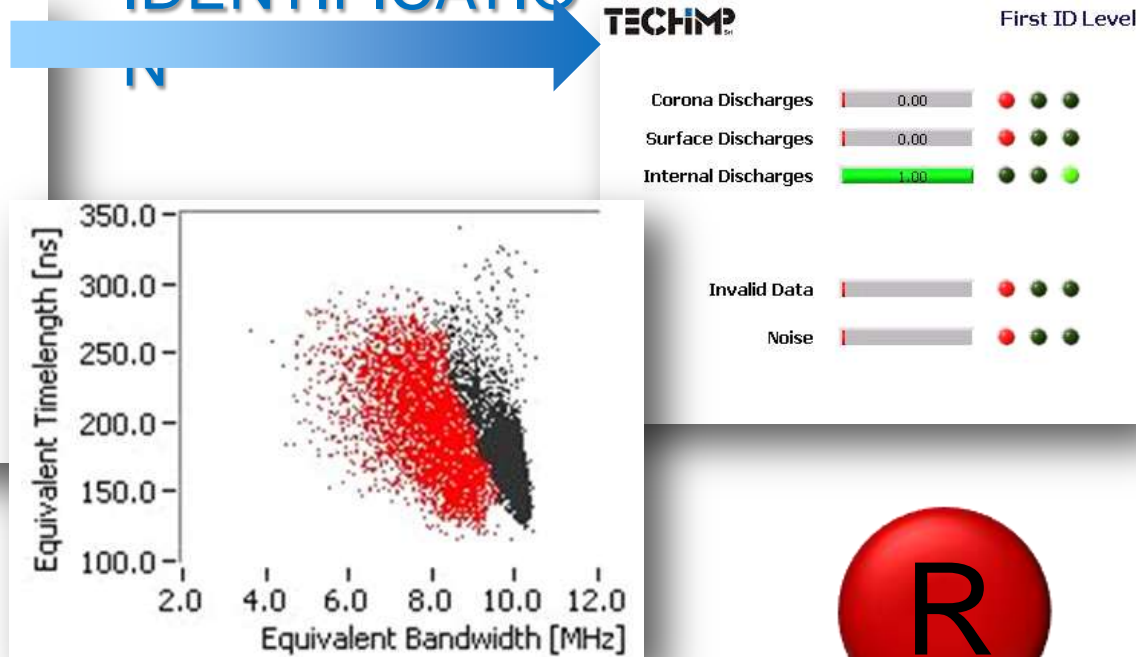 IDENTIFICATIO
N
TECHIMP
Srl
First ID Level
Corona Discharges 0.00
Surface Discharges 0.00
Internal Discharges 1.00
Invalid Data
Noise
Equivalent Timelength [ns]
350.0
300.0
250.0
200.0
150.0
100.0
2.0 4.0 6.0 8.0 10.0 12.0
Equivalent Bandwidth [MHz]
R